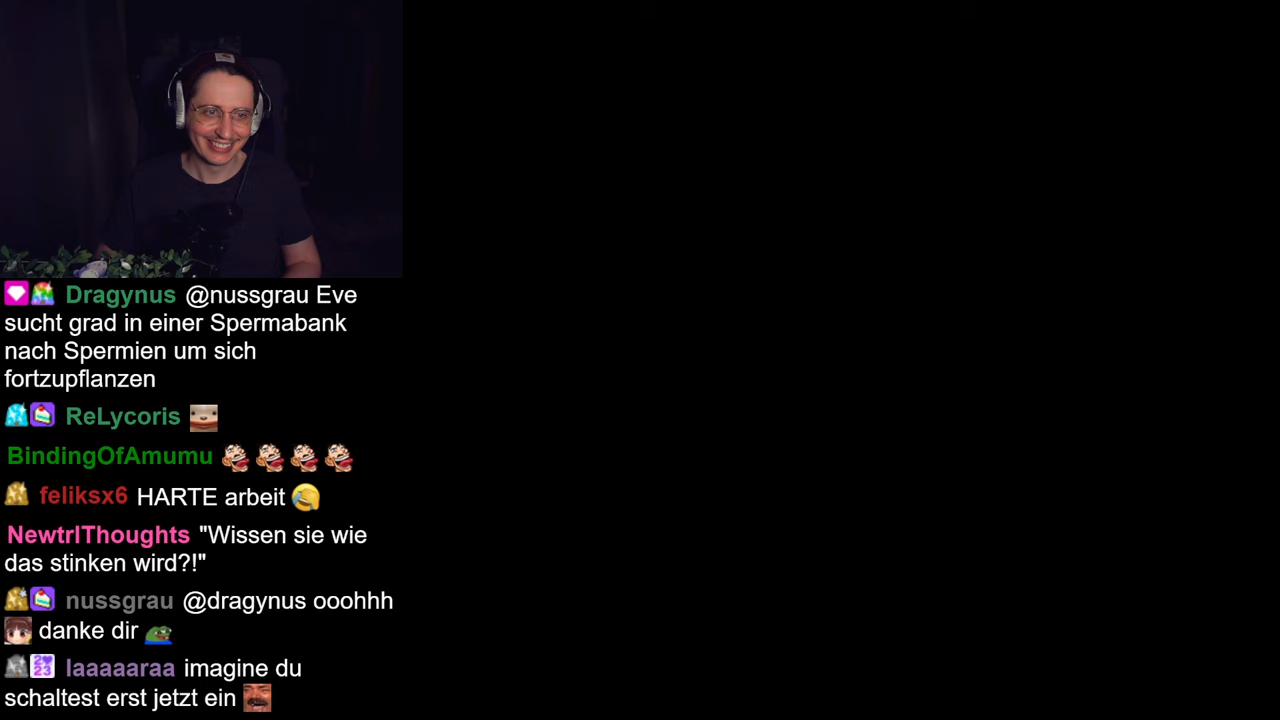 Dragynus @nussgrau Eve
sucht grad in einer Spermabank
nach Spermien um sich
fortzupflanzen
ReLycoris
BindingOfAmumu
feliksx6 HARTE arbeit
NewtrlThoughts "Wissen sie wie
das stinken wird?!"
nussgrau @dragynus ooohhh
danke dir
2023 laaaaaraa imagine du
schaltest erst jetzt ein